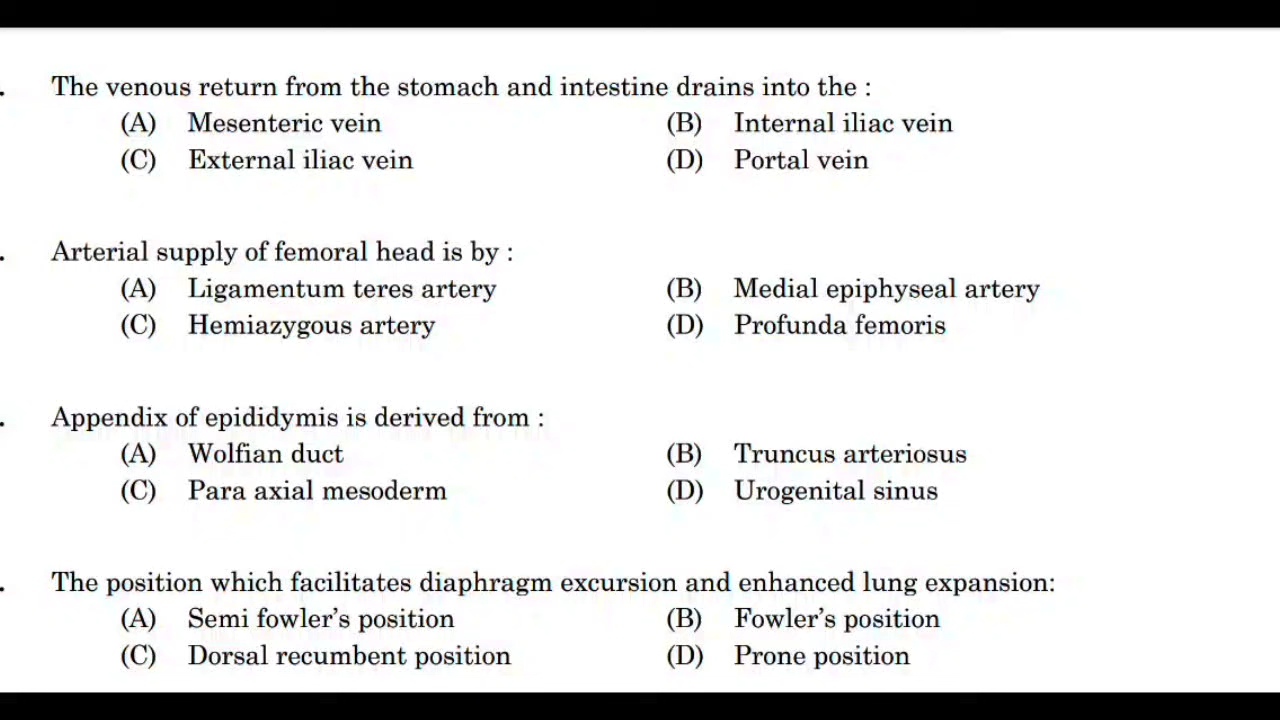 . The venous return from the stomach and intestine drains into the :
(A) Mesenteric vein (B) Internal iliac vein
(C) External iliac vein (D) Portal vein
. Arterial supply of femoral head is by :
(A) Ligamentum teres artery (B) Medial epiphyseal artery
(C) Hemiazygous artery (D) Profunda femoris
. Appendix of epididymis is derived from :
(A) Wolfian duct (B) Truncus arteriosus
(C) Para axial mesoderm (D) Urogenital sinus
. The position which facilitates diaphragm excursion and enhanced lung expansion:
(A) Semi fowler’s position (B) Fowler’s position
(C) Dorsal recumbent position (D) Prone position